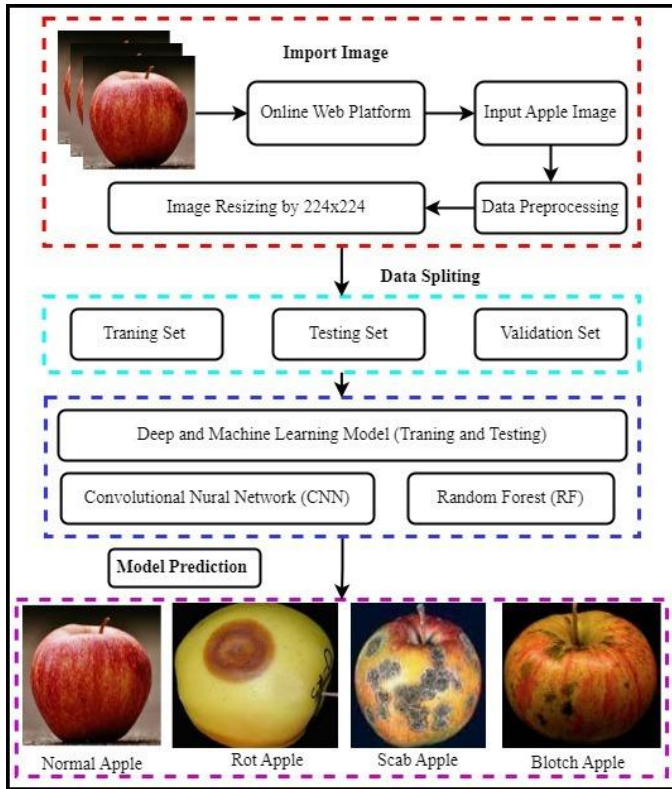 Import Image
Online Web Platform
Input Apple Image
Image Resizing by 224x224
Data Preprocessing
Data Spliting
Traning Set
Testing Set
Validation Set
Deep and Machine Learning Model (Traning and Testing)
Convolutional Nural Network (CNN)
Random Forest (RF)
Model Prediction
Normal Apple
Rot Apple
Scab Apple
Blotch Apple